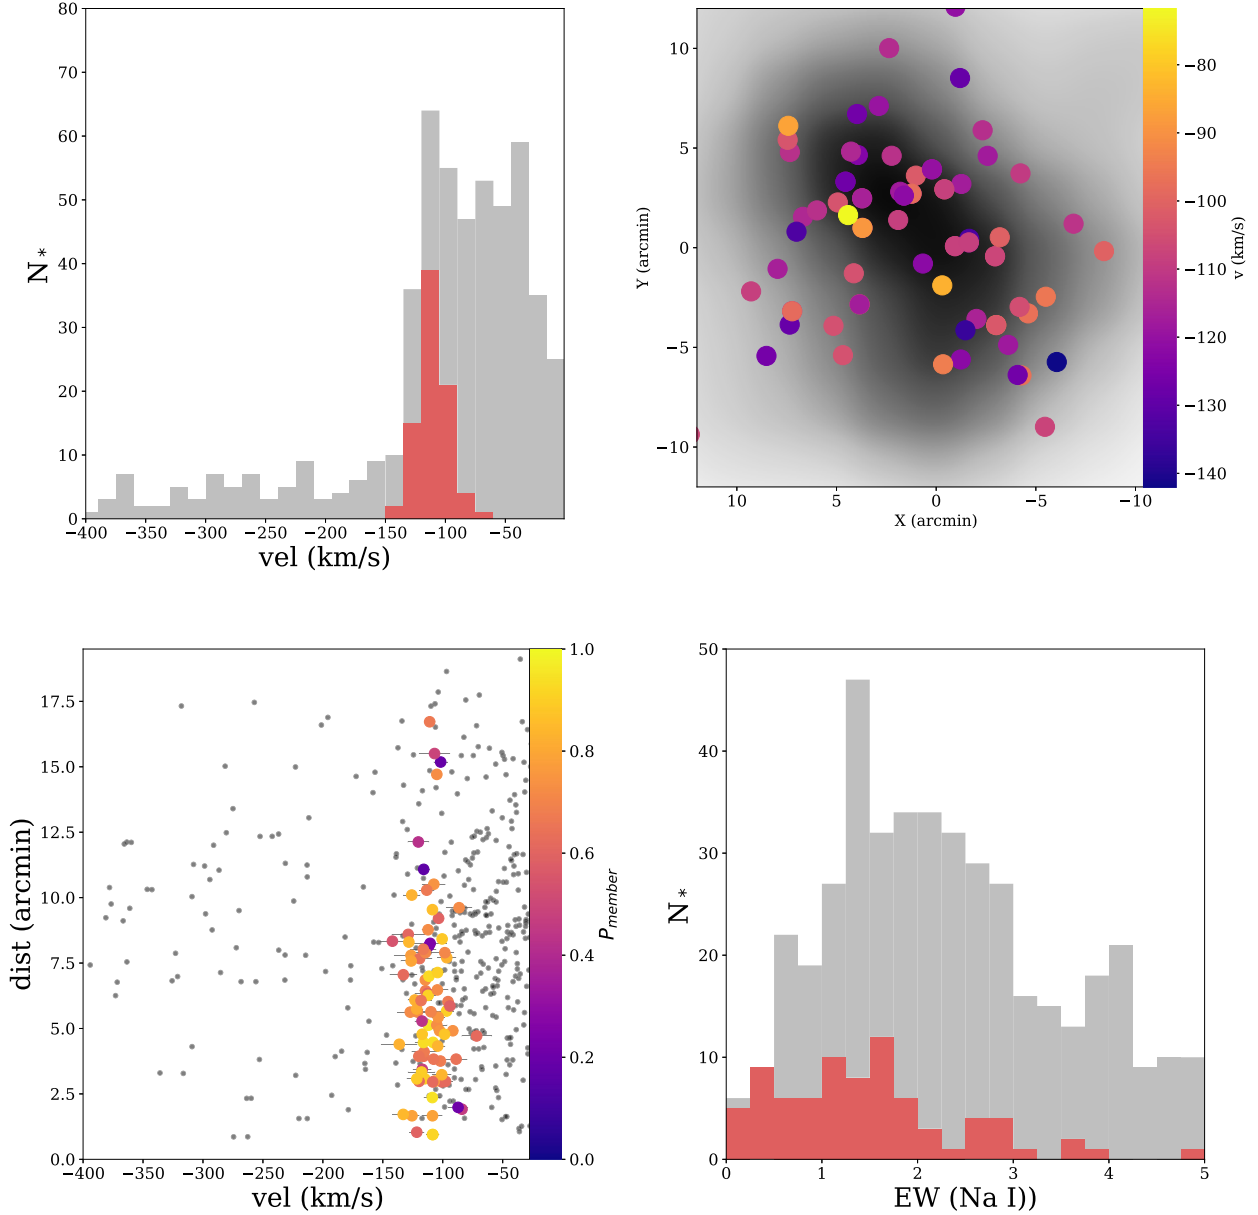 80
70
60
50
40
30
20
10
0
N*
−400 −350 −300 −250 −200 −150 −100 −50
vel (km/s)
10
5
0
−5
−10
Y (arcmin)
10 5 0 −5 −10
X (arcmin)
−80
−90
−100
−110
−120
−130
−140
v (km/s)
17.5
15.0
12.5
10.0
7.5
5.0
2.5
0.0
dist (arcmin)
−400 −350 −300 −250 −200 −150 −100 −50
vel (km/s)
1.0
0.8
0.6
0.4
0.2
0.0
P_member
50
40
30
20
10
0
N*
0 1 2 3 4 5
EW (Na I))